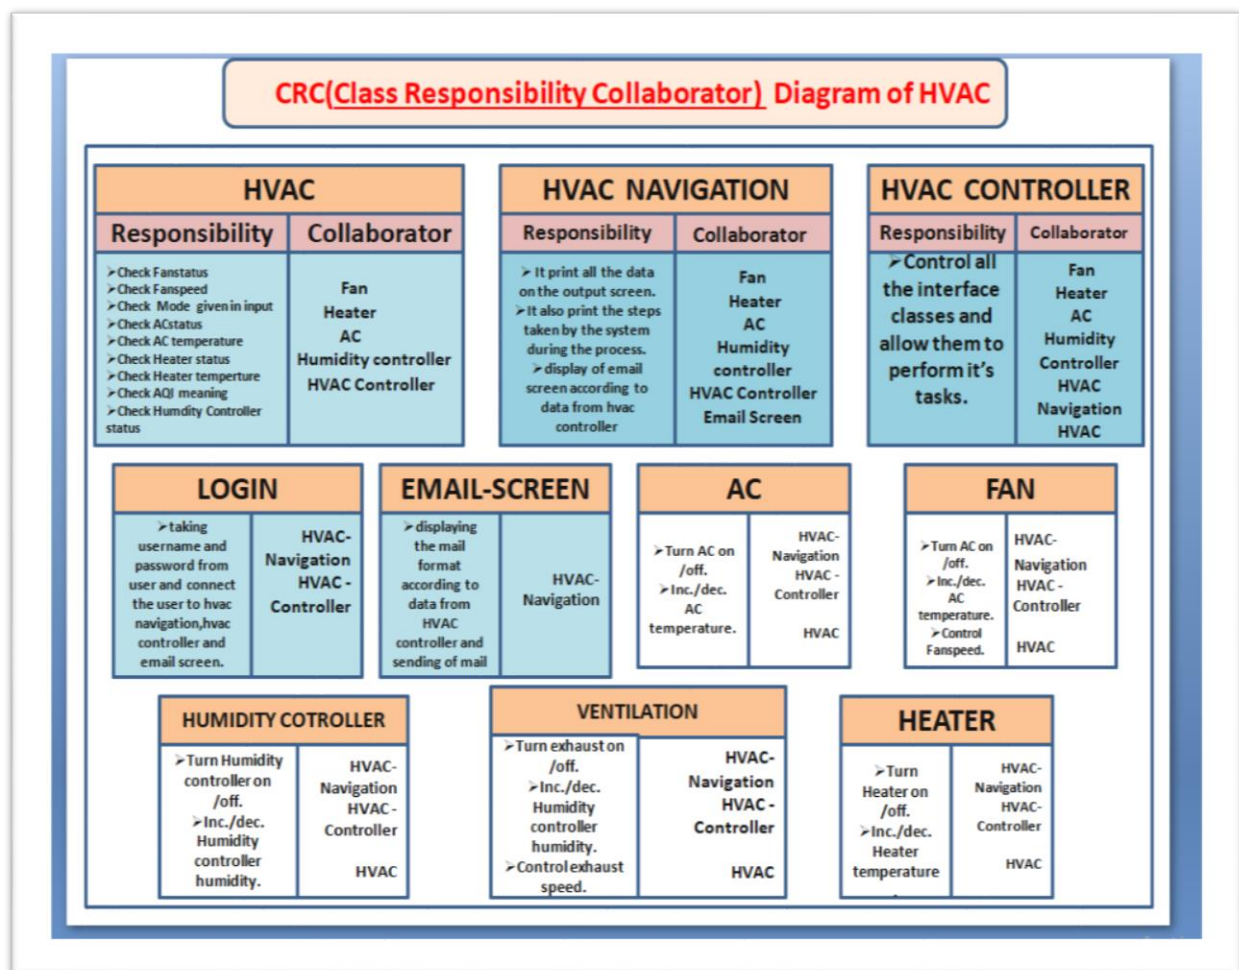 CRC(Class Responsibility Collaborator) Diagram of HVAC
HVAC
Responsibility
Collaborator
➢Check Fanstatus
➢Check Fanspeed
➢Check Mode given in input
➢Check ACstatus
➢Check AC temperature
➢Check Heater status
➢Check Heater temperture
➢Check AQI meaning
➢Check Humdity Controller
status
Fan
Heater
AC
Humidity controller
HVAC Controller
HVAC NAVIGATION
Responsibility
Collaborator
➢ It print all the data
on the output screen.
➢It also print the steps
taken by the system
during the process.
➢ display of email
screen according to
data from hvac
controller
Fan
Heater
AC
Humidity
controller
HVAC Controller
Email Screen
HVAC CONTROLLER
Responsibility
Collaborator
➢Control all
the interface
classes and
allow them to
perform it's
tasks.
Fan
Heater
AC
Humidity
Controller
HVAC
Navigation
HVAC
LOGIN
➢taking
username and
password from
user and connect
the user to hvac
navigation,hvac
controller and
email screen.
HVAC-
Navigation
HVAC -
Controller
EMAIL-SCREEN
➢displaying
the mail
format
according to
data from
HVAC
controller and
sending of mail
HVAC-
Navigation
AC
➢Turn AC on
/off.
➢Inc./dec.
AC
temperature.
HVAC-
Navigation
HVAC -
Controller
HVAC
FAN
➢Turn AC on
/off.
➢Inc./dec.
AC
temperature.
➢Control
Fanspeed.
HVAC-
Navigation
HVAC -
Controller
HVAC
HUMIDITY COTROLLER
➢Turn Humidity
controller on
/off.
➢Inc./dec.
Humidity
controller
humidity.
HVAC-
Navigation
HVAC -
Controller
HVAC
VENTILATION
➢Turn exhaust on
/off.
➢Inc./dec.
Humidity
controller
humidity.
➢Control exhaust
speed.
HVAC-
Navigation
HVAC -
Controller
HVAC
HEATER
➢Turn
Heater on
/off.
➢Inc./dec.
Heater
temperature
.
HVAC-
Navigation
HVAC-
Controller
HVAC